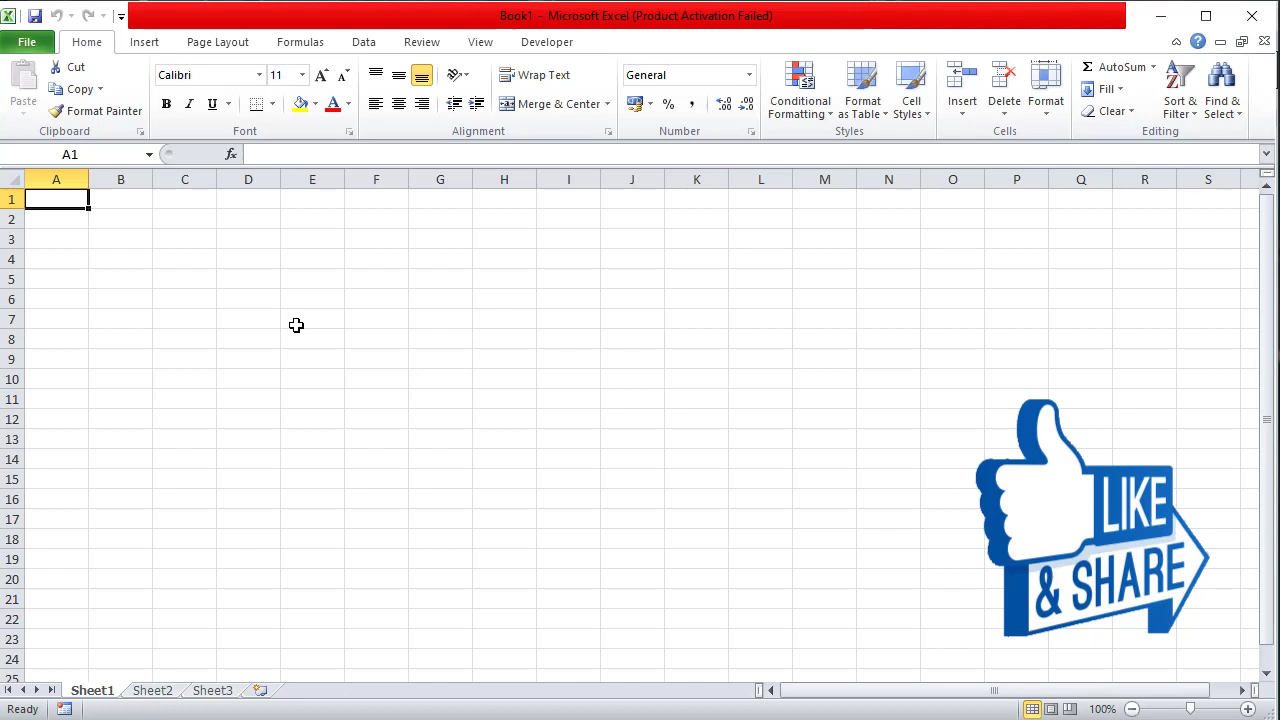 Book1 - Microsoft Excel (Product Activation Failed)
File Home Insert Page Layout Formulas Data Review View Developer
Paste
Cut
Copy
Format Painter
Clipboard
Calibri 11
B I U
Font
Wrap Text
Merge & Center
Alignment
General
%
Number
Conditional Formatting
Format as Table
Cell Styles
Styles
Insert
Delete
Format
Cells
Σ AutoSum
Fill
Clear
Sort & Filter
Find & Select
Editing
A1 fx
A B C D E F G H I J K L M N O P Q R S
1
2
3
4
5
6
7
8
9
10
11
12
13
14
15
16
17
18
19
20
21
22
23
24
25
LIKE
& SHARE
Sheet1 Sheet2 Sheet3
Ready 100%